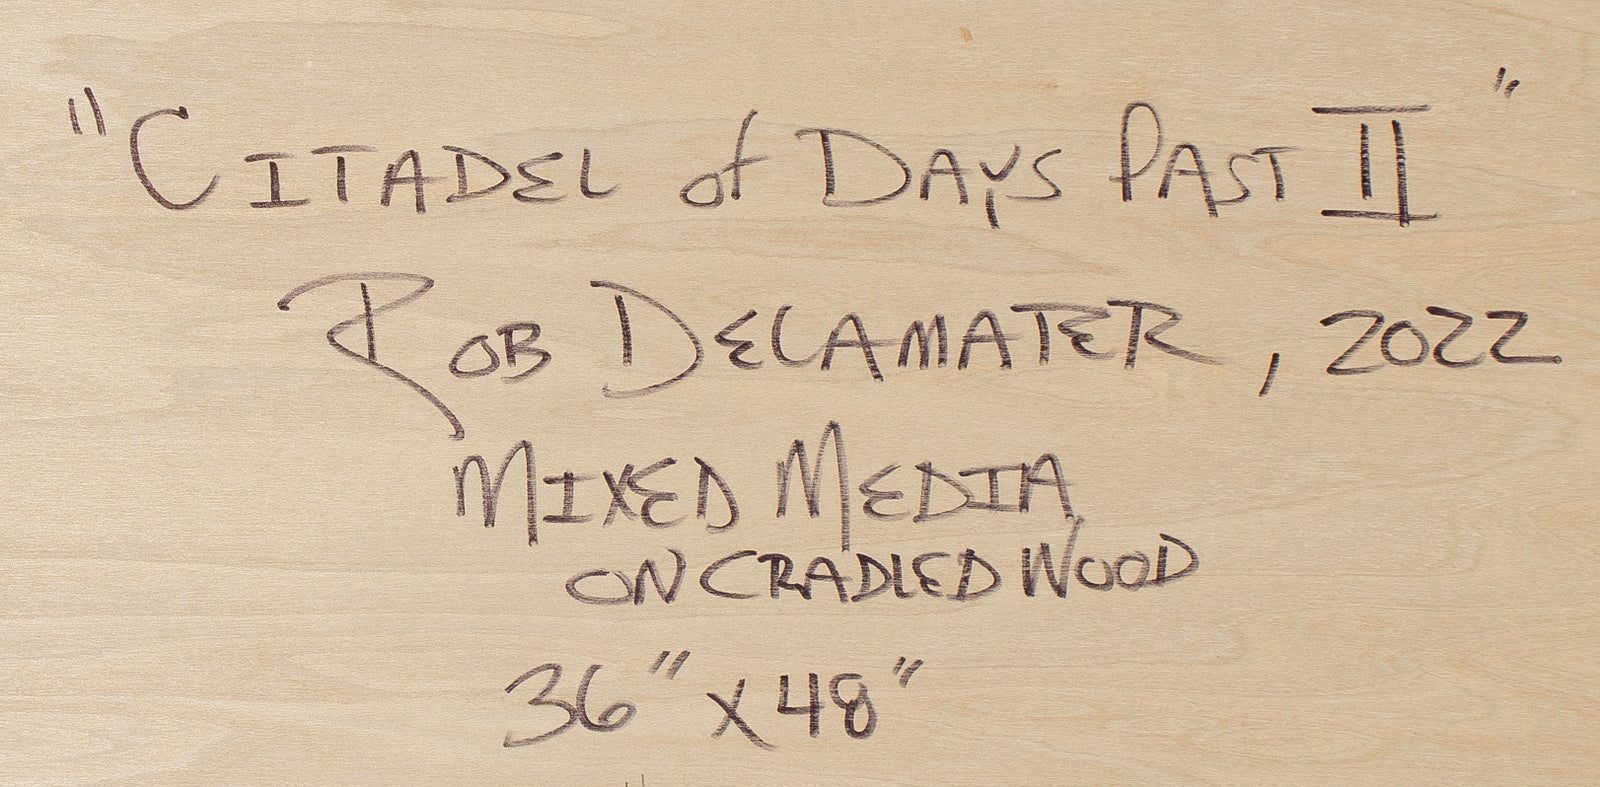 "Citadel of Days Past II"
Rob Delamater, 2022
Mixed Media
on Cradled Wood
36" x 48"